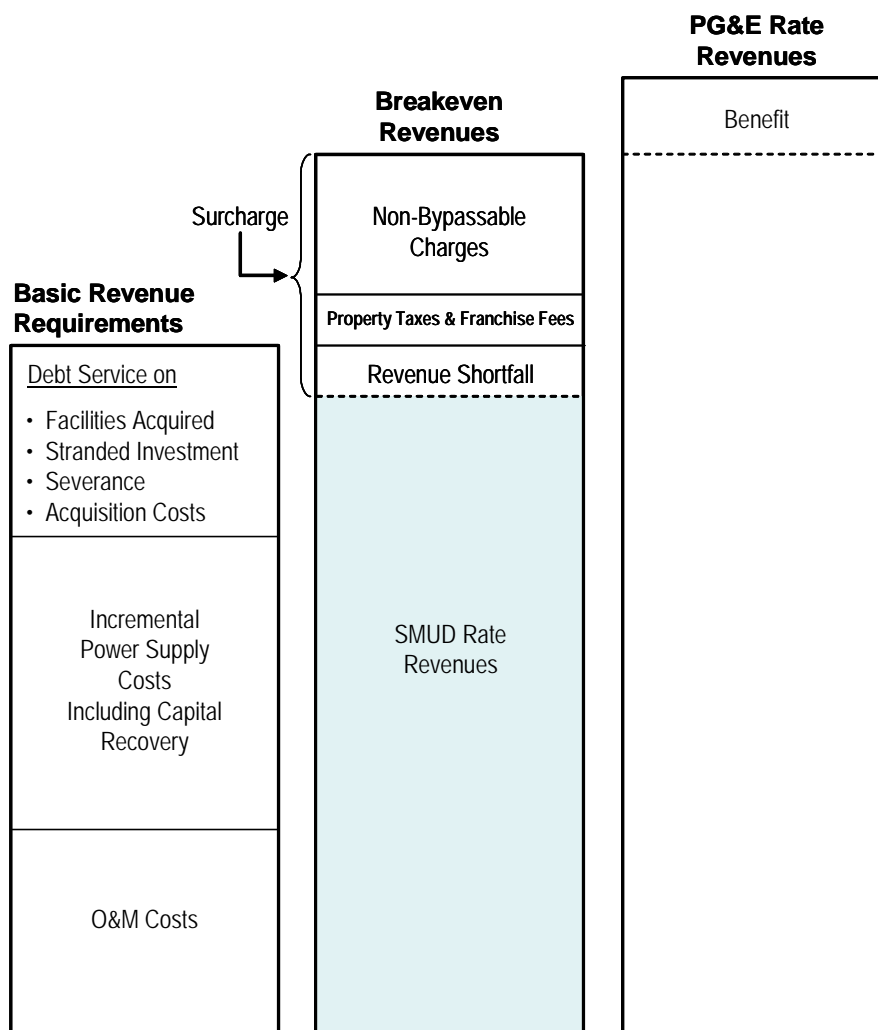 PG&E Rate
Revenues
Benefit
Breakeven
Revenues
Surcharge
Non-Bypassable
Charges
Property Taxes & Franchise Fees
Revenue Shortfall
SMUD Rate
Revenues
Basic Revenue
Requirements
Debt Service on
• Facilities Acquired
• Stranded Investment
• Severance
• Acquisition Costs
Incremental
Power Supply
Costs
Including Capital
Recovery
O&M Costs